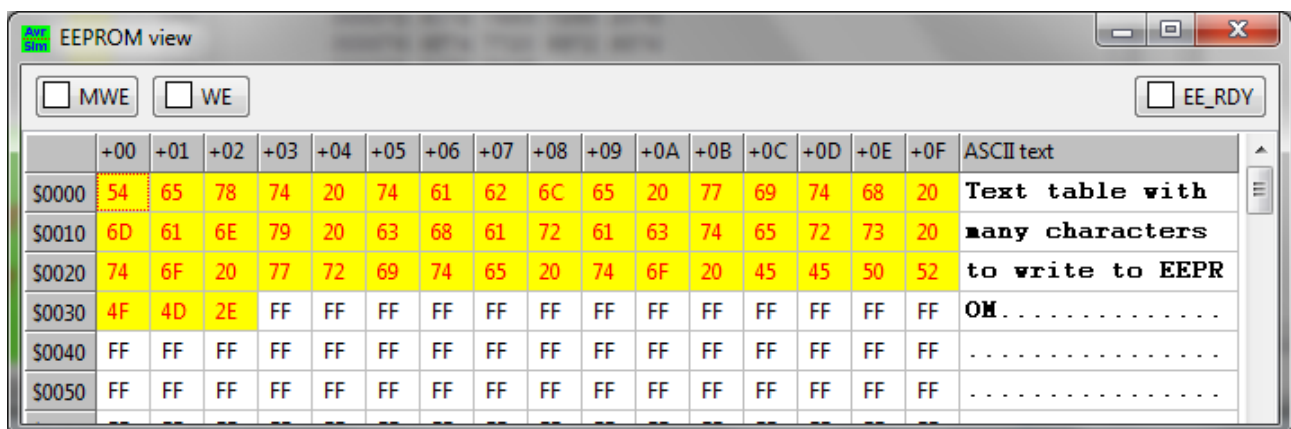 Avr Sim EEPROM view
MWE WE EE_RDY
+00 +01 +02 +03 +04 +05 +06 +07 +08 +09 +0A +0B +0C +0D +0E +0F ASCII text
$0000 54 65 78 74 20 74 61 62 6C 65 20 77 69 74 68 20 Text table with
$0010 6D 61 6E 79 20 63 68 61 72 61 63 74 65 72 73 20 many characters
$0020 74 6F 20 77 72 69 74 65 20 74 6F 20 45 45 50 52 to write to EEPR
$0030 4F 4D 2E FF FF FF FF FF FF FF FF FF FF FF FF FF OM..............
$0040 FF FF FF FF FF FF FF FF FF FF FF FF FF FF FF FF ................
$0050 FF FF FF FF FF FF FF FF FF FF FF FF FF FF FF FF ................